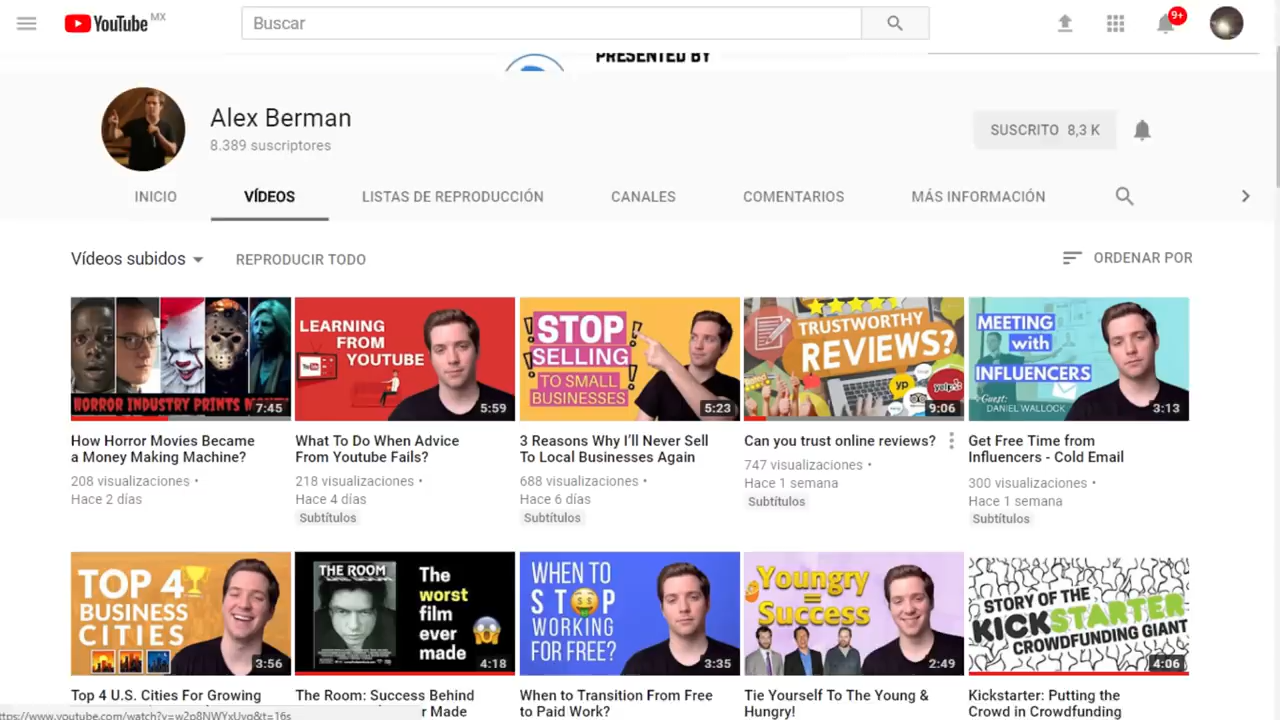 YouTube MX
Buscar
9+
PRESENTED BY
Alex Berman
8.389 suscriptores
SUSCRITO 8,3 K
INICIO
VÍDEOS
LISTAS DE REPRODUCCIÓN
CANALES
COMENTARIOS
MÁS INFORMACIÓN
Vídeos subidos
REPRODUCIR TODO
ORDENAR POR
7:45
How Horror Movies Became
a Money Making Machine?
208 visualizaciones •
Hace 2 días
LEARNING
FROM
YOUTUBE
5:59
What To Do When Advice
From Youtube Fails?
218 visualizaciones •
Hace 4 días
Subtítulos
STOP
SELLING
TO SMALL
BUSINESSES
5:23
3 Reasons Why I'll Never Sell
To Local Businesses Again
688 visualizaciones •
Hace 6 días
Subtítulos
TRUSTWORTHY
REVIEWS?
yp
yelp
9:06
Can you trust online reviews?
747 visualizaciones •
Hace 1 semana
Subtítulos
MEETING
with
INFLUENCERS
Guest:
DANIEL WALLOCK
3:13
Get Free Time from
Influencers - Cold Email
300 visualizaciones •
Hace 1 semana
Subtítulos
TOP 4
BUSINESS
CITIES
3:56
Top 4 U.S. Cities For Growing
THE ROOM
The
worst
film
ever
made
4:18
The Room: Success Behind
r Made
WHEN TO
ST P
WORKING
FOR FREE?
3:35
When to Transition From Free
to Paid Work?
Youngry
=
Success
2:49
Tie Yourself To The Young &
Hungry!
STORY OF THE
KICKSTARTER
CROWDFUNDING GIANT
4:06
Kickstarter: Putting the
Crowd in Crowdfunding